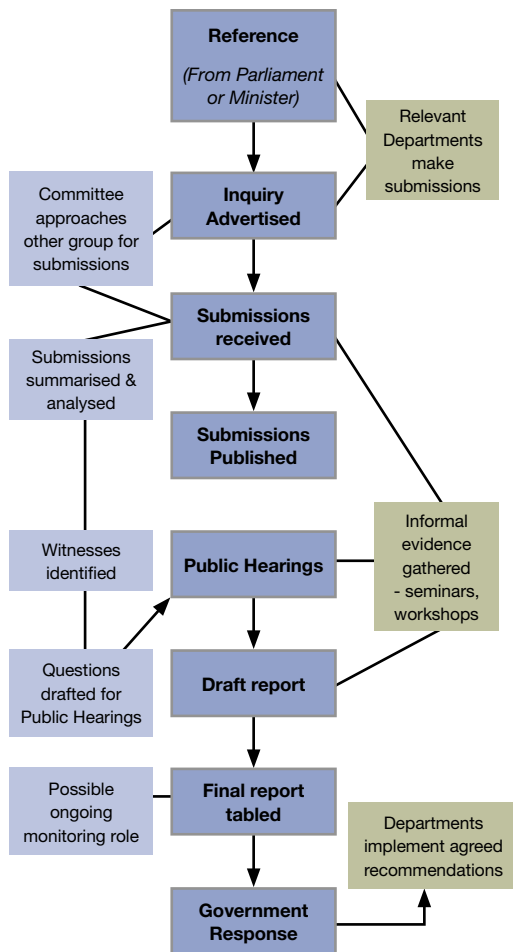 Reference
(From Parliament
or Minister)
Relevant
Departments
make
submissions
Committee
approaches
other group for
submissions
Inquiry
Advertised
Submissions
received
Submissions
summarised &
analysed
Submissions
Published
Informal
evidence
gathered
- seminars,
workshops
Witnesses
identified
Public Hearings
Questions
drafted for
Public Hearings
Draft report
Possible
ongoing
monitoring role
Final report
tabled
Departments
implement agreed
recommendations
Government
Response